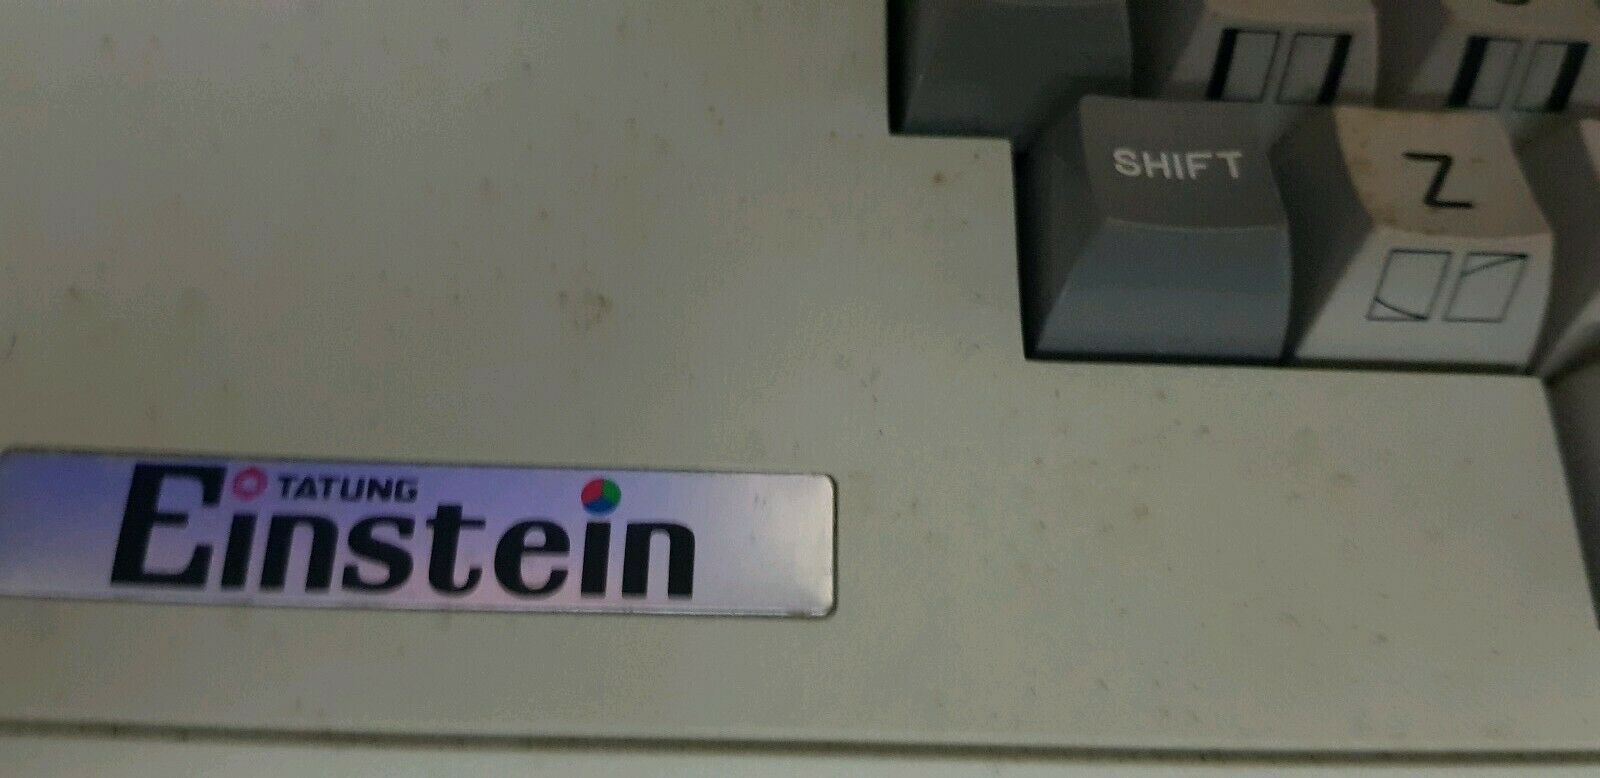 SHIFT
Z
TATUNG
Einstein